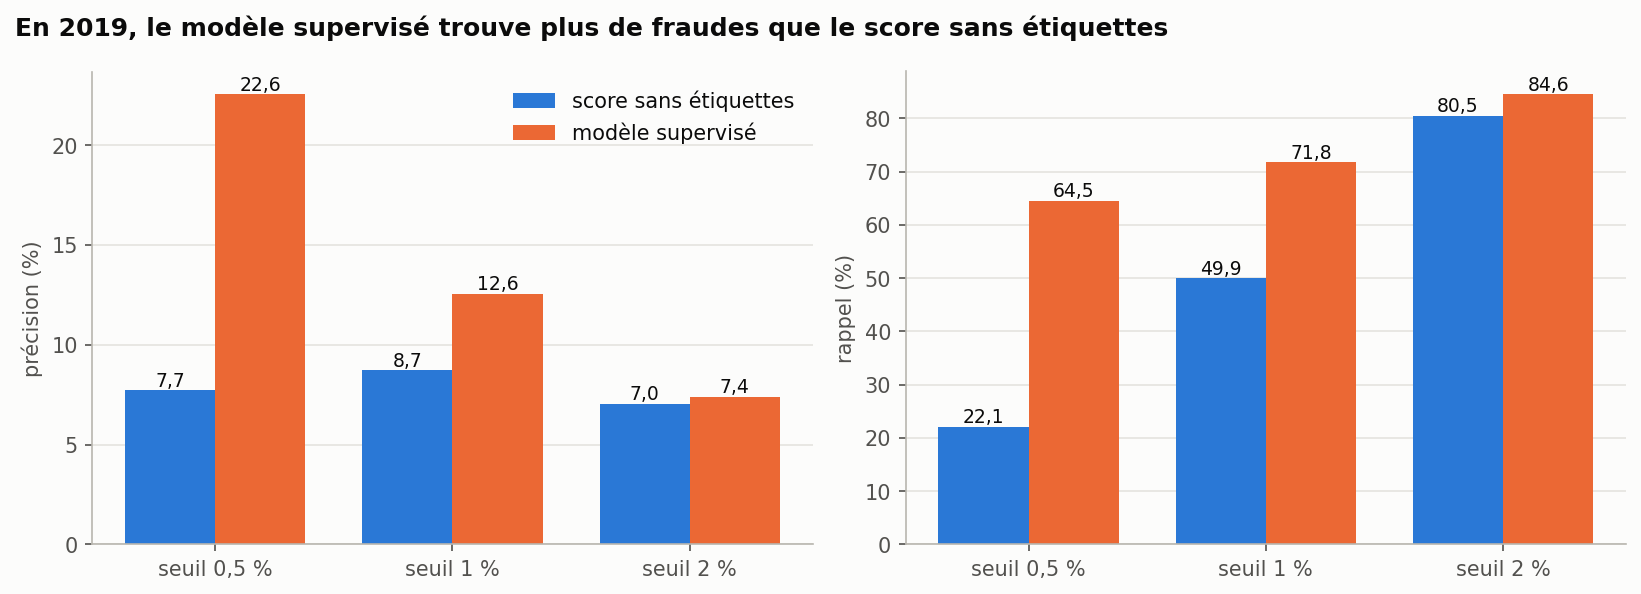 En 2019, le modèle supervisé trouve plus de fraudes que le score sans étiquettes
précision (%)
20
15
10
5
0
22,6
12,6
8,7
7,7
7,0
7,4
score sans étiquettes
modèle supervisé
seuil 0,5 %
seuil 1 %
seuil 2 %
rappel (%)
80
70
60
50
40
30
20
10
0
22,1
64,5
49,9
71,8
80,5
84,6
seuil 0,5 %
seuil 1 %
seuil 2 %